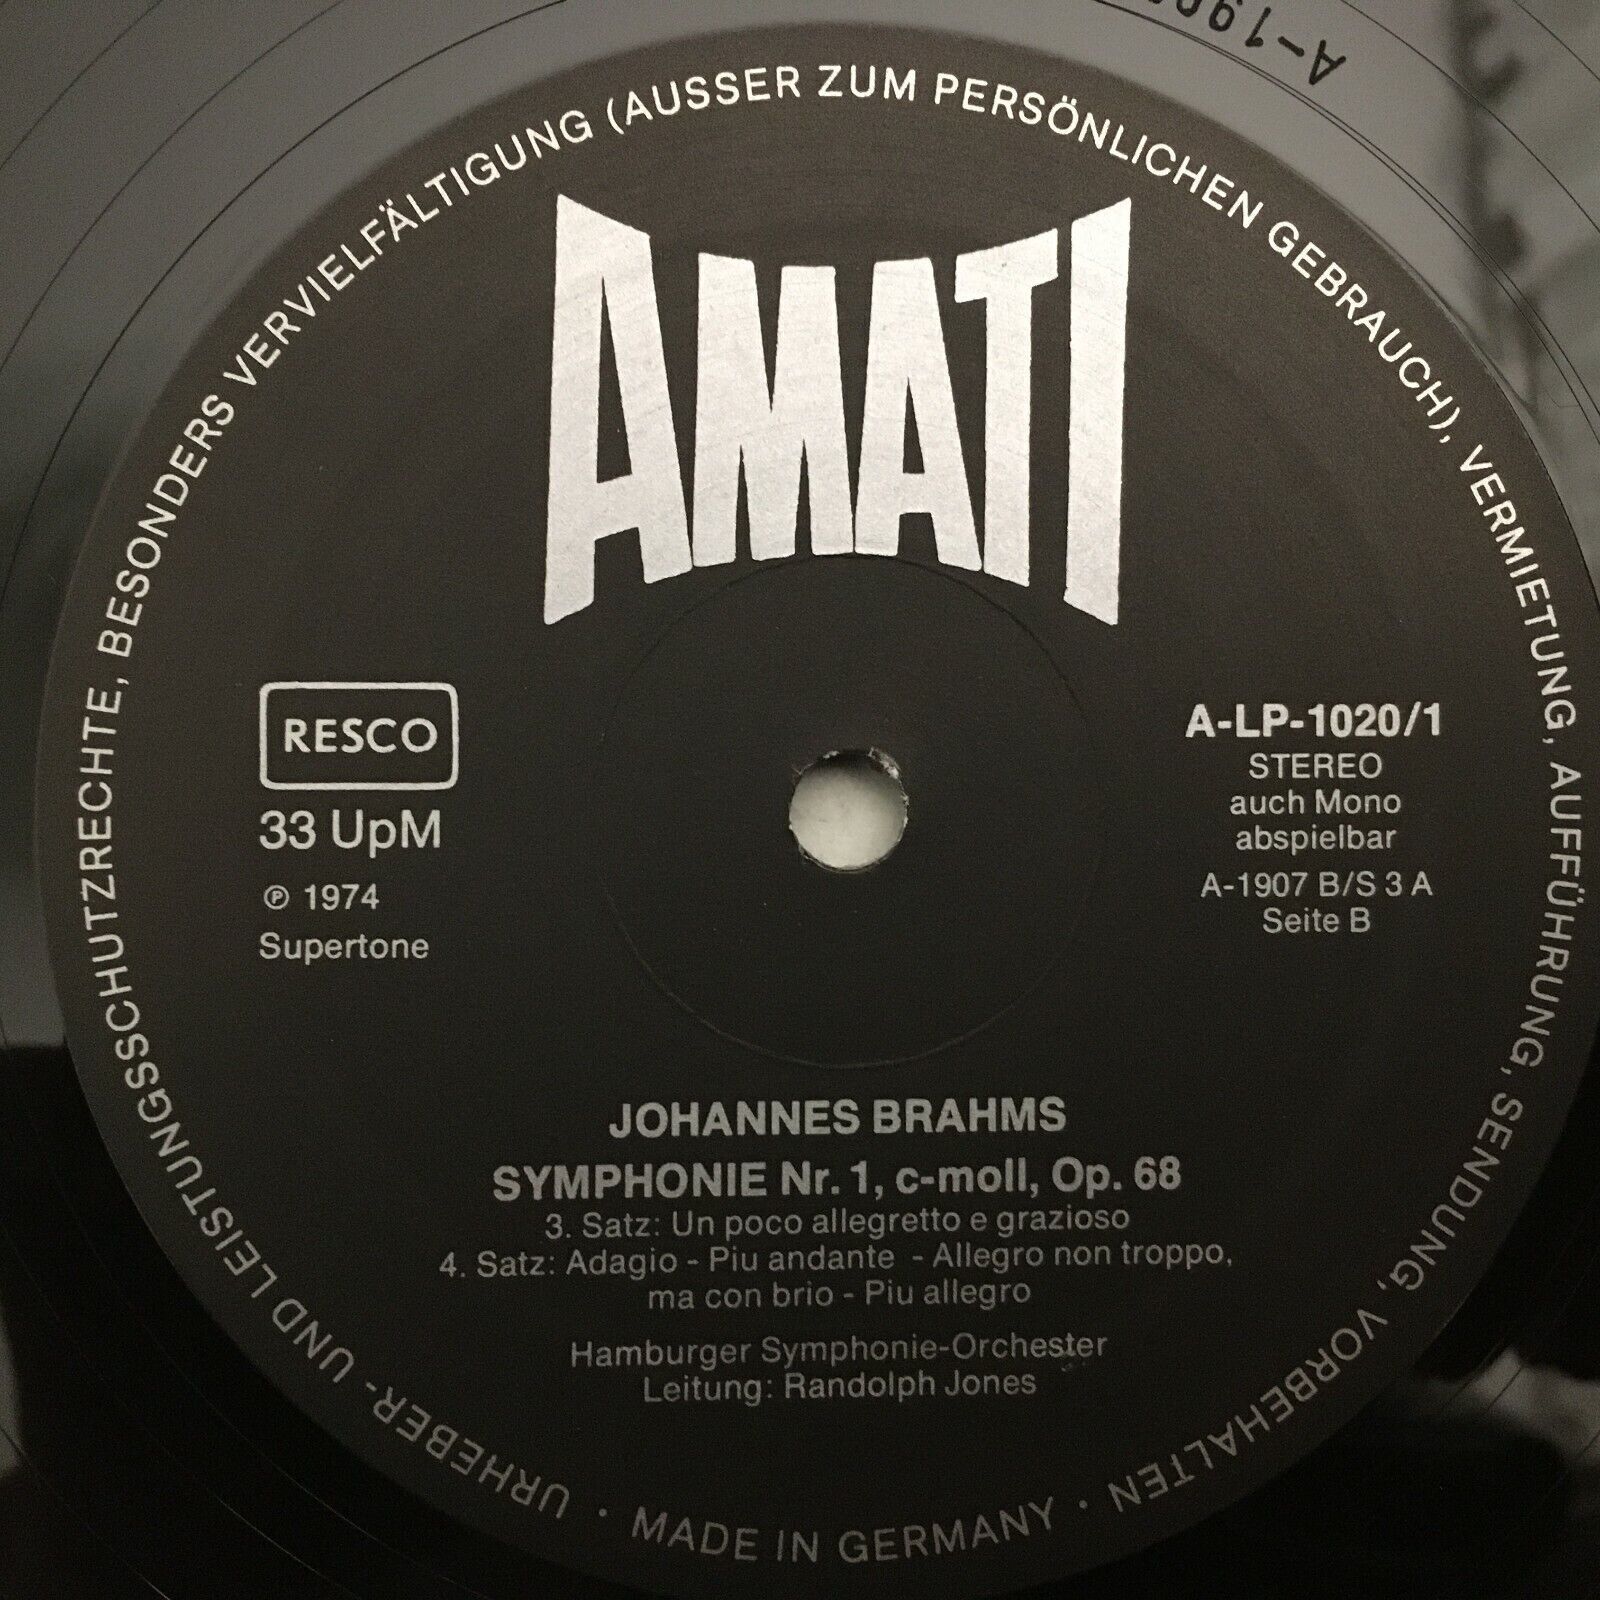 URHEBER- UND LEISTUNGSSCHUTZRECHTE, BESONDERS VERVIELFÄLTIGUNG (AUSSER ZUM PERSÖNLICHEN GEBRAUCH), VERMIETUNG, AUFFÜHRUNG, SENDUNG, VORBEHALTEN
AMATI
RESCO
33 UpM
℗ 1974
Supertone
A-LP-1020/1
STEREO
auch Mono
abspielbar
A-1907 B/S 3 A
Seite B
JOHANNES BRAHMS
SYMPHONIE Nr. 1, c-moll, Op. 68
3. Satz: Un poco allegretto e grazioso
4. Satz: Adagio - Piu andante - Allegro non troppo,
ma con brio - Piu allegro
Hamburger Symphonie-Orchester
Leitung: Randolph Jones
· MADE IN GERMANY ·